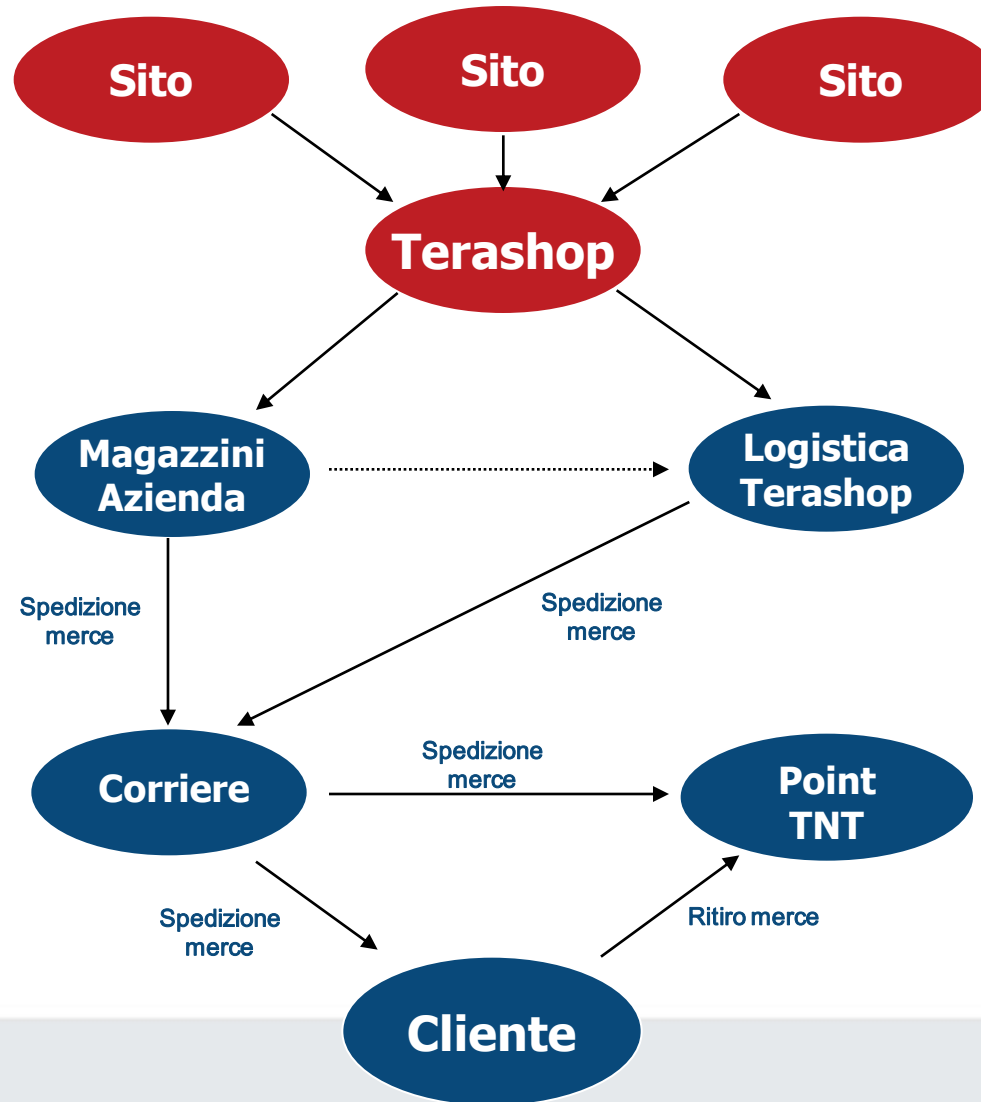 Sito
Sito
Sito
Terashop
Magazzini
Azienda
Logistica
Terashop
Spedizione
merce
Spedizione
merce
Corriere
Spedizione
merce
Point
TNT
Spedizione
merce
Ritiro merce
Cliente